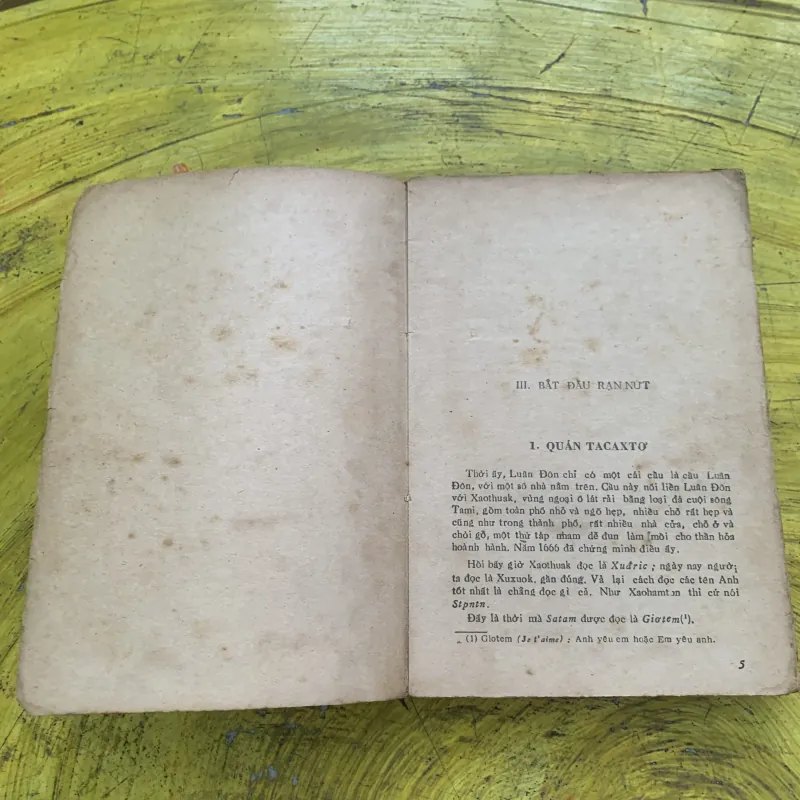 III. BẮT ĐẦU RẠN NỨT
1. QUÁN TACAXTƠ
Thời ấy, Luân Đôn chỉ có một cái cầu là cầu Luân
Đôn, với một số nhà nằm trên. Cầu này nối liền Luân Đôn
với Xaothuak, vùng ngoại ô lát rải bằng loại đá cuội sông
Tami, gồm toàn phố nhỏ và ngõ hẹp, nhiều chỗ rất hẹp và
cũng như trong thành phố, rất nhiều nhà cửa, chỗ ở và
chòi gỗ, một thứ táp nham dễ đun làm mồi cho thần hỏa
hoành hành. Năm 1666 đã chứng minh điều ấy.
Hồi bấy giờ Xaothuak đọc là Xuđric ; ngày nay người
ta đọc là Xuxuok, gần đúng. Vả lại cách đọc các tên Anh
tốt nhất là chẳng đọc gì cả. Như Xaohamton thì cứ nói
Stpntn.
Đấy là thời mà Satam được đọc là Giơtem(¹).
(1) Giotem (Je t'aime) ; Anh yêu em hoặc Em yêu anh.
5